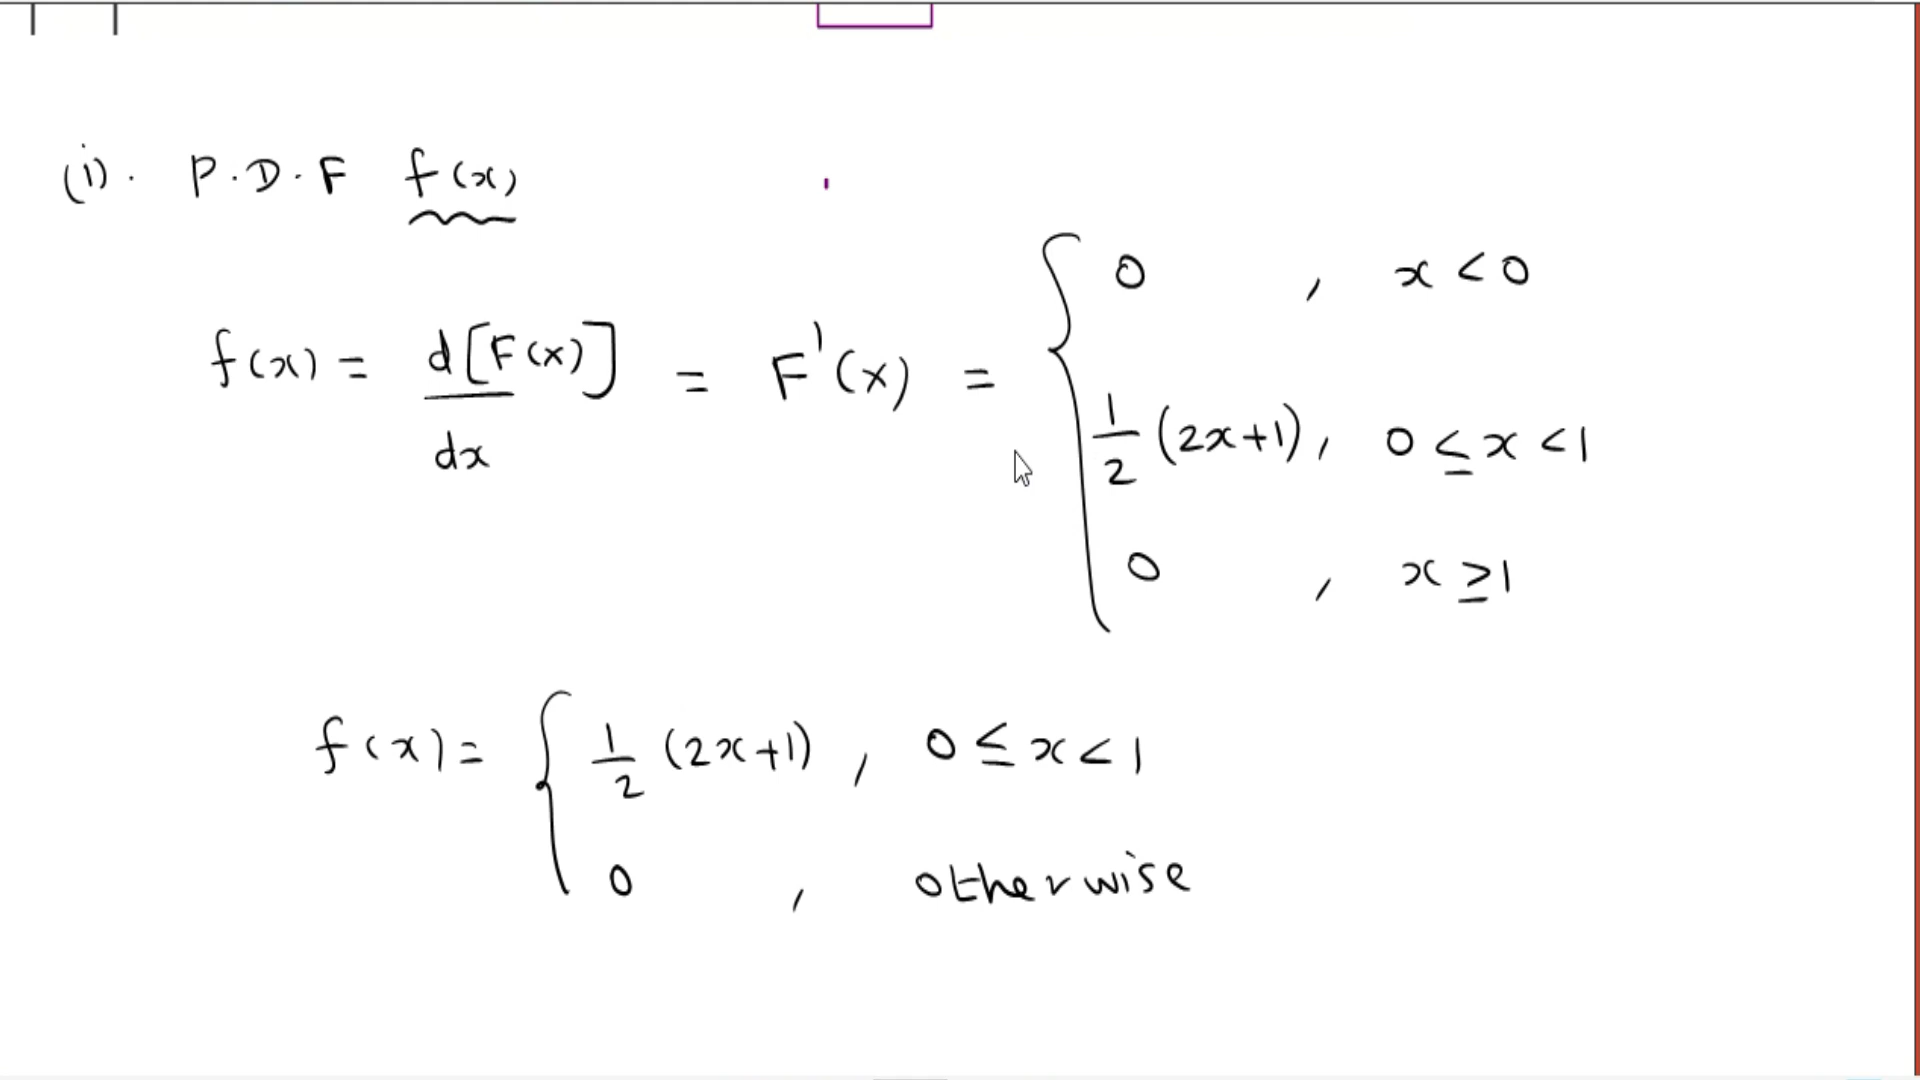 (i). P.D.F f(x)
f(x) = d[F(x)]/dx = F'(x) = { 0 , x < 0
1/2 (2x+1), 0 ≤ x < 1
0 , x ≥ 1
f(x) = { 1/2 (2x+1) , 0 ≤ x < 1
0 , otherwise